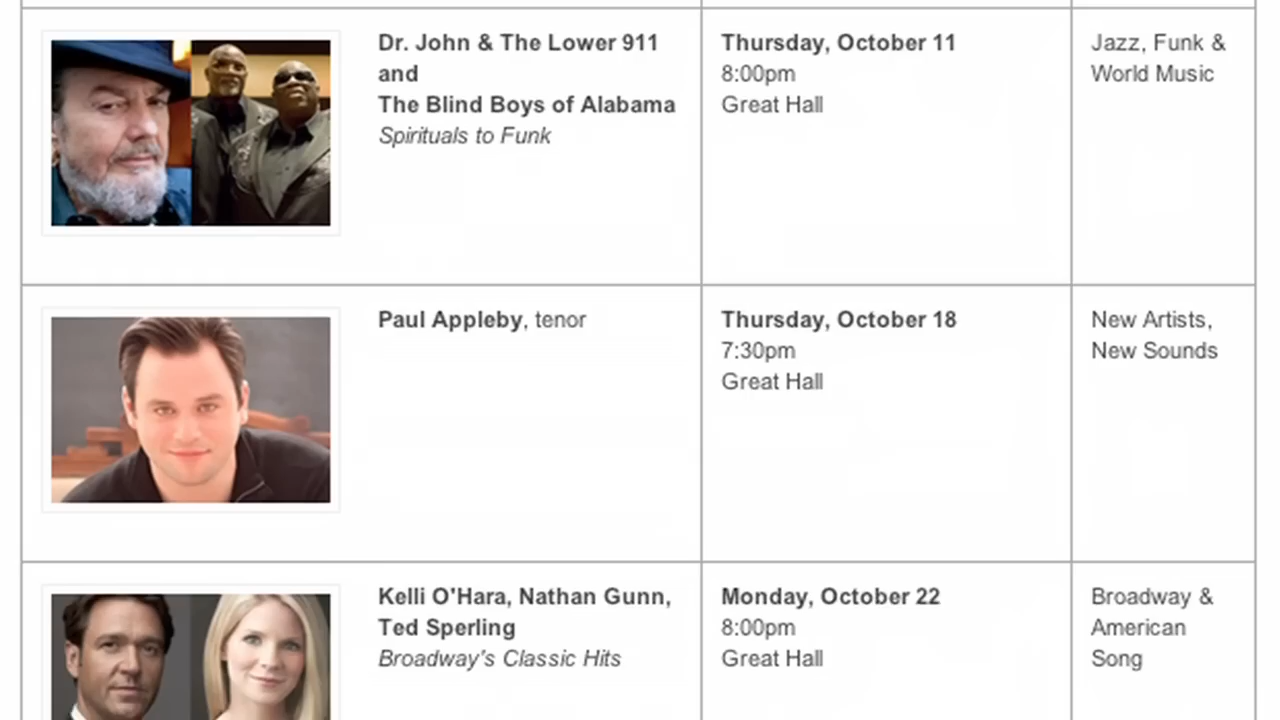 Dr. John & The Lower 911
and
The Blind Boys of Alabama
Spirituals to Funk
Thursday, October 11
8:00pm
Great Hall
Jazz, Funk &
World Music
Paul Appleby, tenor
Thursday, October 18
7:30pm
Great Hall
New Artists,
New Sounds
Kelli O'Hara, Nathan Gunn,
Ted Sperling
Broadway's Classic Hits
Monday, October 22
8:00pm
Great Hall
Broadway &
American
Song